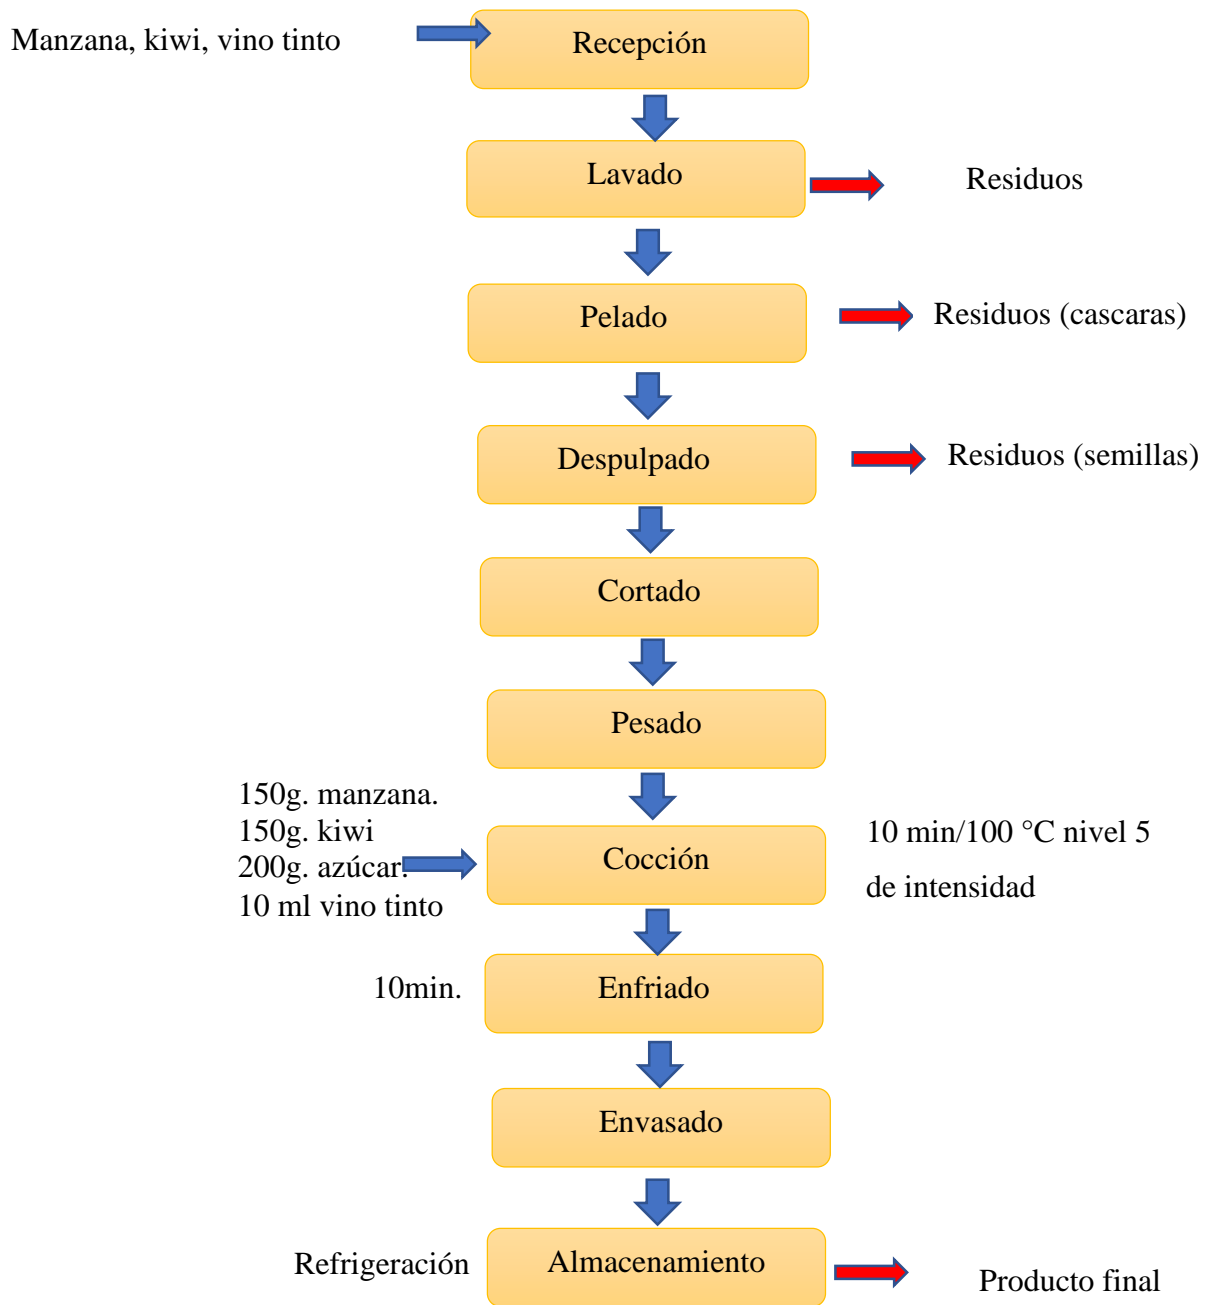 Manzana, kiwi, vino tinto
Recepción
Lavado
Residuos
Pelado
Residuos (cascaras)
Despulpado
Residuos (semillas)
Cortado
Pesado
150g. manzana.
150g. kiwi
200g. azúcar.
10 ml vino tinto
Cocción
10 min/100 °C nivel 5
de intensidad
10min.
Enfriado
Envasado
Refrigeración
Almacenamiento
Producto final